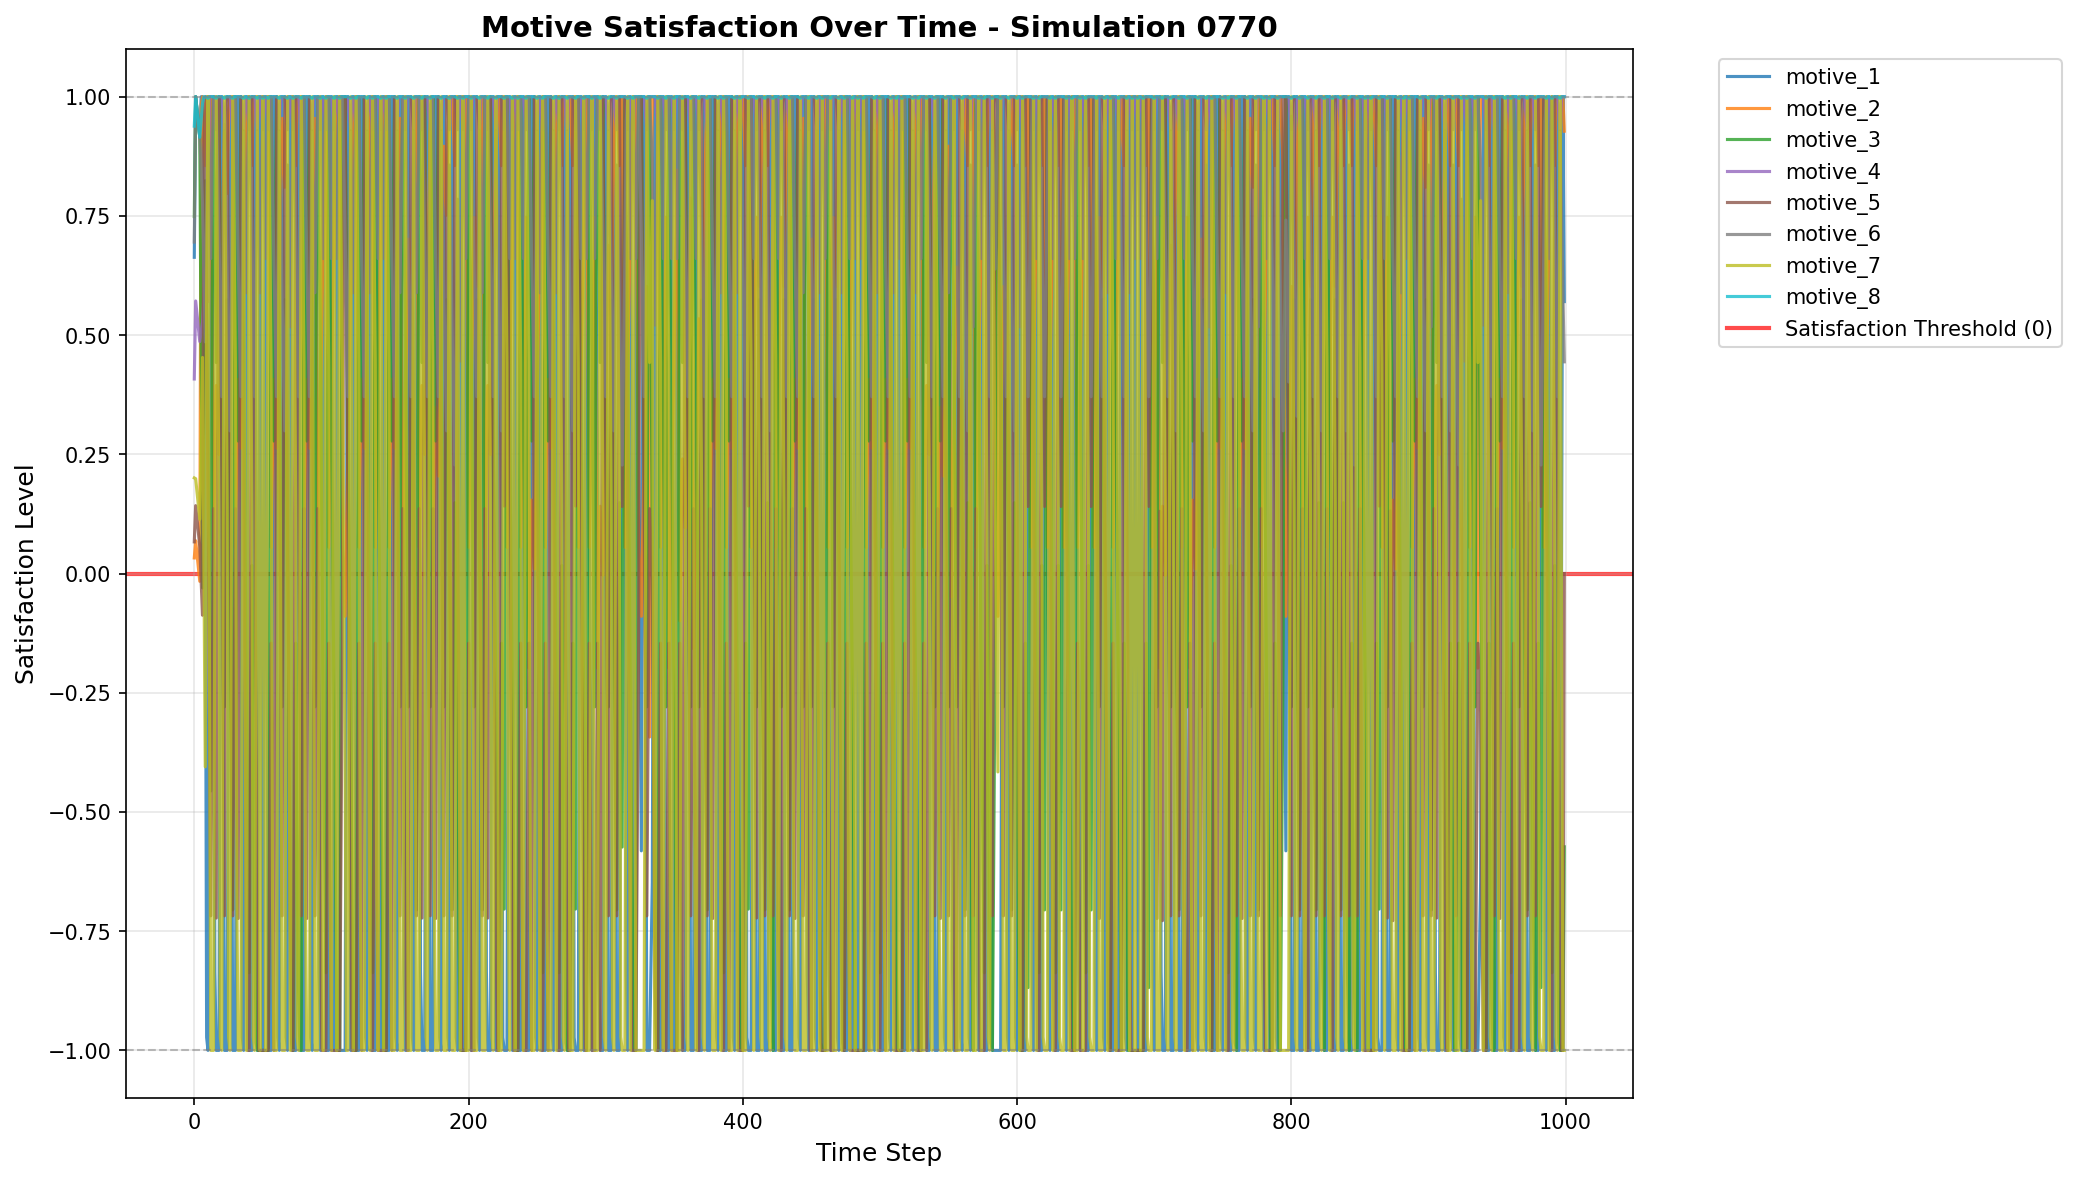 Motive Satisfaction Over Time - Simulation 0770
1.00
0.75
0.50
0.25
0.00
−0.25
−0.50
−0.75
−1.00
Satisfaction Level
0
200
400
600
800
1000
Time Step
motive_1
motive_2
motive_3
motive_4
motive_5
motive_6
motive_7
motive_8
Satisfaction Threshold (0)